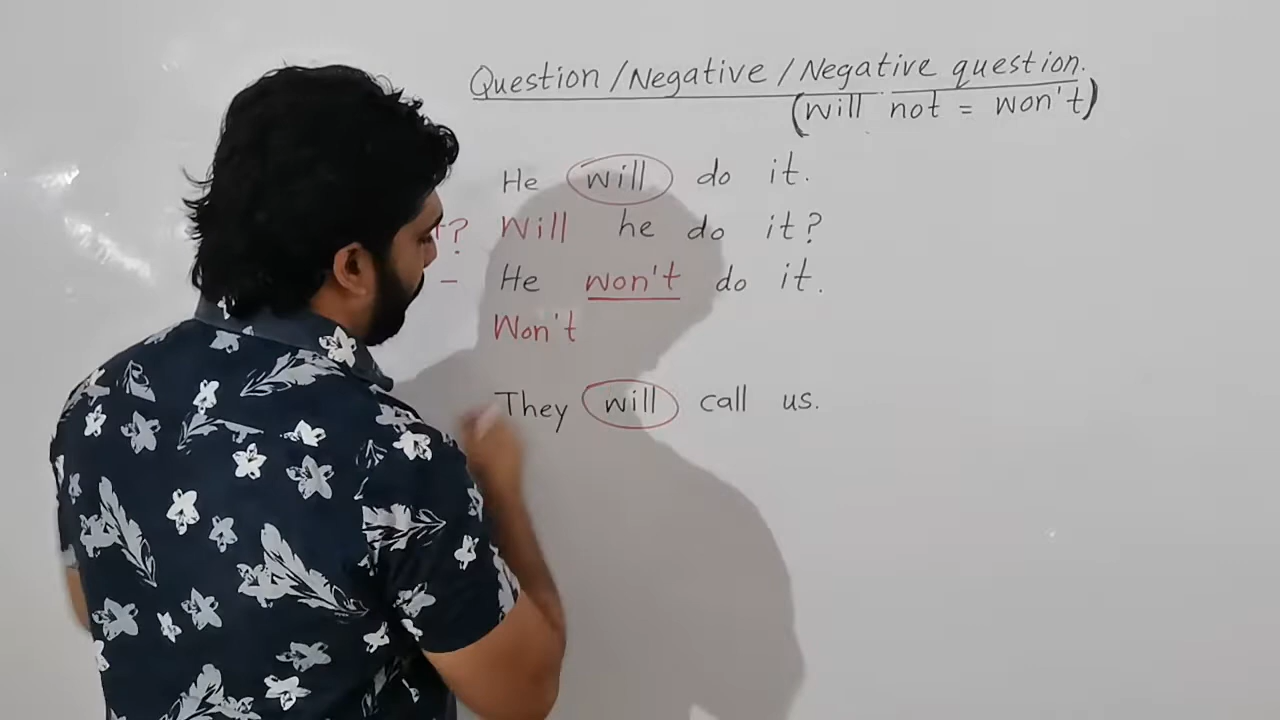 Question / Negative / Negative question.
(will not = won't)
He will do it.
? Will he do it?
– He won't do it.
Won't
They will call us.